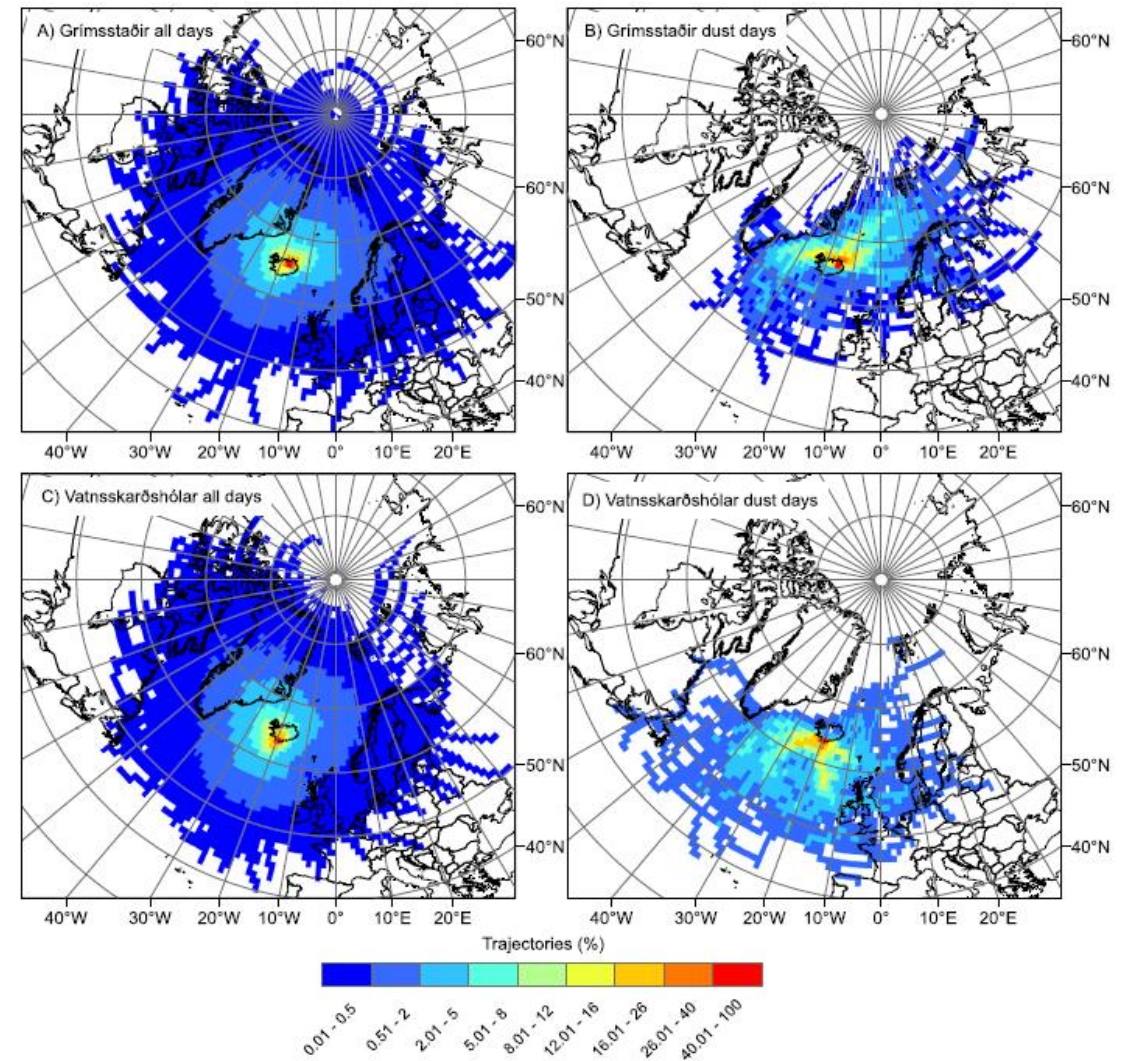 A) Grímsstaðir all days
B) Grímsstaðir dust days
60°N
60°N
60°N
60°N
50°N
50°N
40°N
40°N
40°W 30°W 20°W 10°W 0° 10°E 20°E
40°W 30°W 20°W 10°W 0° 10°E 20°E
C) Vatnsskarðshólar all days
D) Vatnsskarðshólar dust days
60°N
60°N
60°N
60°N
50°N
50°N
40°N
40°N
40°W 30°W 20°W 10°W 0° 10°E 20°E
40°W 30°W 20°W 10°W 0° 10°E 20°E
Trajectories (%)
0.01 - 0.5
0.51 - 2
2.01 - 5
5.01 - 8
8.01 - 12
12.01 - 16
16.01 - 26
26.01 - 40
40.01 - 100